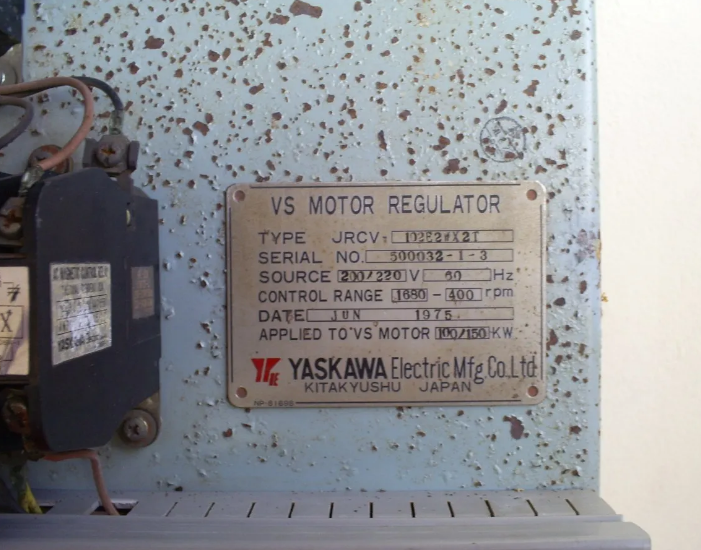 VS MOTOR REGULATOR
TYPE JRCV.
SERIAL NO. 500032-1-3
SOURCE 200/220 V 60 Hz
CONTROL RANGE 1680 - 400 rpm
DATE JUN 1975
APPLIED TO VS MOTOR 100/150 KW
YASKAWA Electric Mfg Co. Ltd
KITAKYUSHU JAPAN